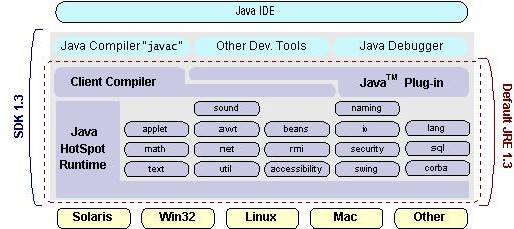 Java IDE
Java Compiler "javac" Other Dev. Tools Java Debugger
Client Compiler Java™ Plug-in
SDK 1.3
Default JRE 1.3
Java HotSpot Runtime
sound naming
applet awt beans io lang
math net rmi security sql
text util accessibility swing corba
Solaris Win32 Linux Mac Other